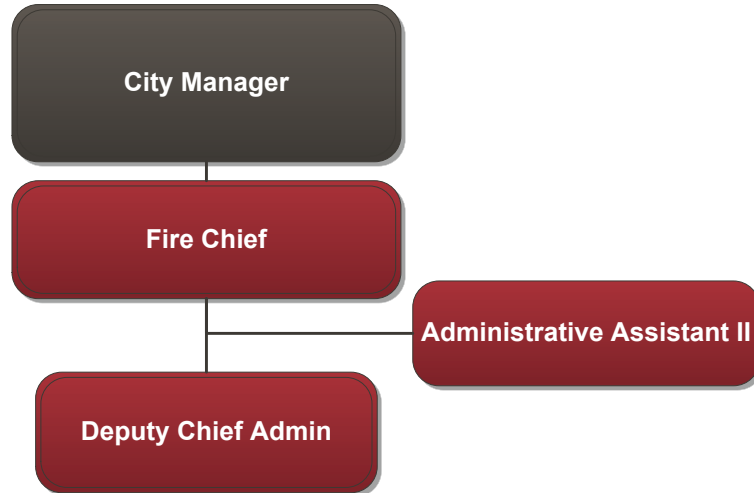 City Manager
Fire Chief
Administrative Assistant II
Deputy Chief Admin